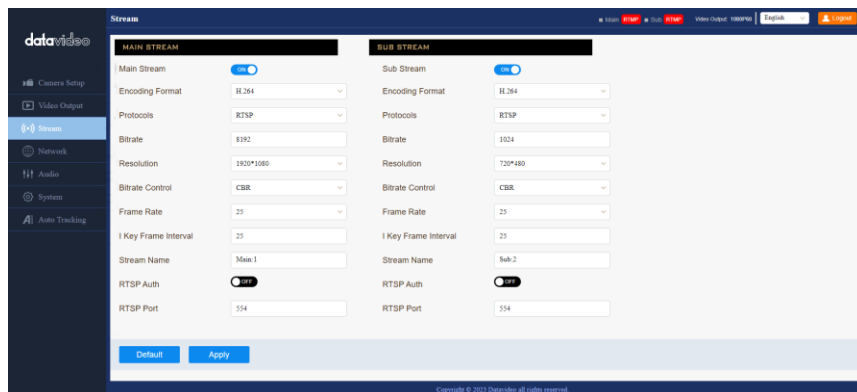 Stream
Main RTMP Sub RTMP Video Output: 1080P60 English Logout
datavideo
Camera Setup
Video Output
Stream
Network
Audio
System
Auto Tracking
MAIN STREAM
Main Stream ON
Encoding Format H.264
Protocols RTSP
Bitrate 8192
Resolution 1920*1080
Bitrate Control CBR
Frame Rate 25
I Key Frame Interval 25
Stream Name Main:1
RTSP Auth OFF
RTSP Port 554
SUB STREAM
Sub Stream ON
Encoding Format H.264
Protocols RTSP
Bitrate 1024
Resolution 720*480
Bitrate Control CBR
Frame Rate 25
I Key Frame Interval 25
Stream Name Sub:2
RTSP Auth OFF
RTSP Port 554
Default Apply
Copyright © 2023 Datavideo all rights reserved.